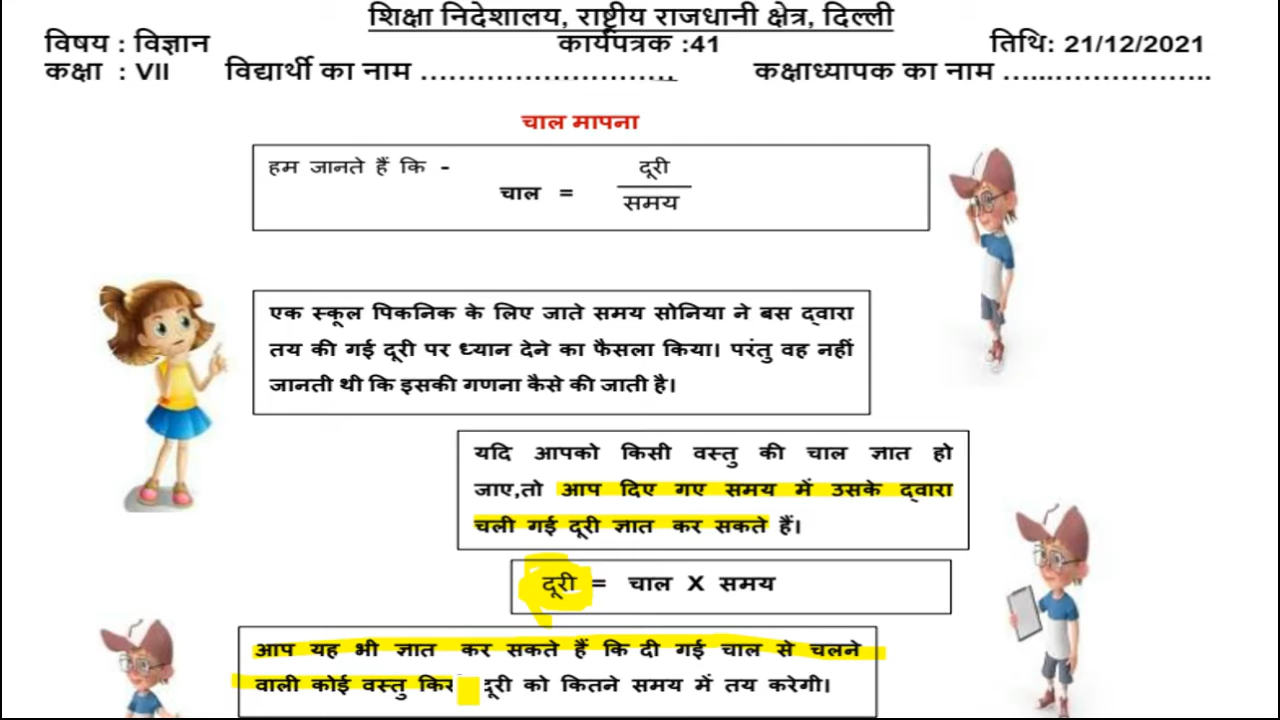 शिक्षा निदेशालय, राष्ट्रीय राजधानी क्षेत्र, दिल्ली
विषय : विज्ञान कार्यपत्रक :41 तिथि: 21/12/2021
कक्षा : VII विद्यार्थी का नाम ………………………….. कक्षाध्यापक का नाम …...………………..
चाल मापना
हम जानते हैं कि -
चाल = दूरी
समय
एक स्कूल पिकनिक के लिए जाते समय सोनिया ने बस द्वारा
तय की गई दूरी पर ध्यान देने का फैसला किया। परंतु वह नहीं
जानती थी कि इसकी गणना कैसे की जाती है।
यदि आपको किसी वस्तु की चाल ज्ञात हो
जाए,तो आप दिए गए समय में उसके द्वारा
चली गई दूरी ज्ञात कर सकते हैं।
दूरी = चाल X समय
आप यह भी ज्ञात कर सकते हैं कि दी गई चाल से चलने
वाली कोई वस्तु दूरी को कितने समय में तय करेगी।